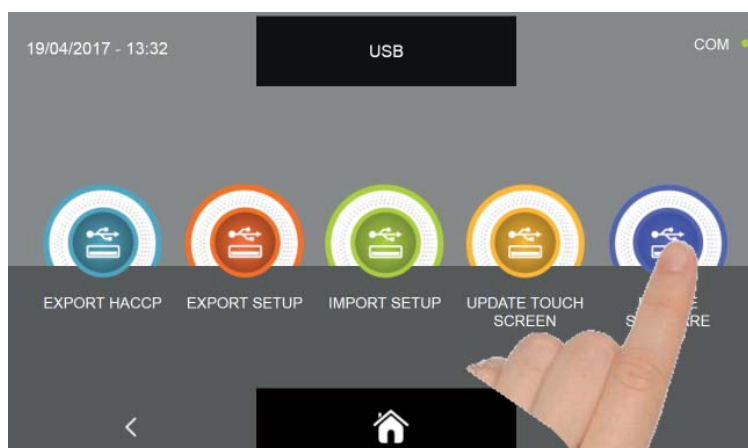 19/04/2017 - 13:32
USB
COM
EXPORT HACCP
EXPORT SETUP
IMPORT SETUP
UPDATE TOUCH
SCREEN